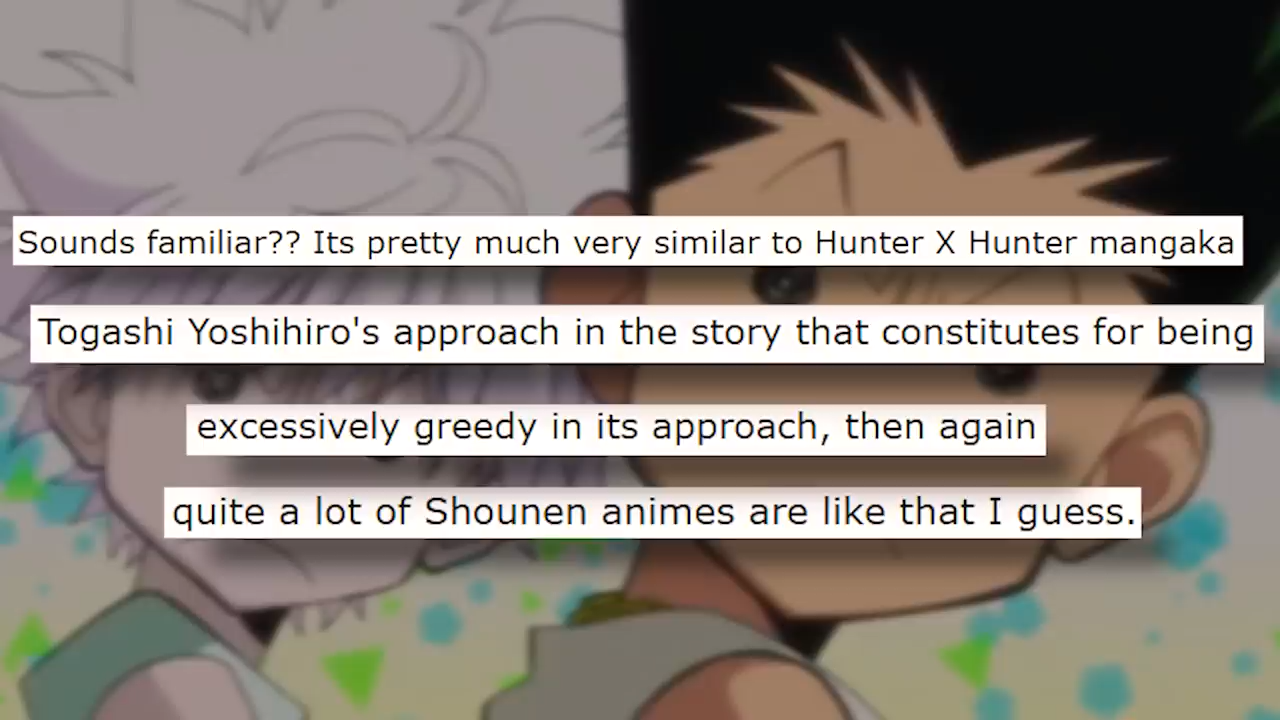 Sounds familiar?? Its pretty much very similar to Hunter X Hunter mangaka
Togashi Yoshihiro's approach in the story that constitutes for being
excessively greedy in its approach, then again
quite a lot of Shounen animes are like that I guess.